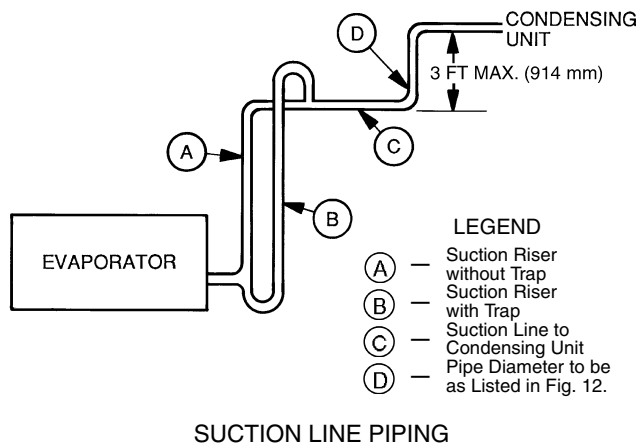 CONDENSING
UNIT
D
3 FT MAX. (914 mm)
A
C
B
EVAPORATOR
LEGEND
A — Suction Riser
without Trap
B — Suction Riser
with Trap
C — Suction Line to
Condensing Unit
D — Pipe Diameter to be
as Listed in Fig. 12.
SUCTION LINE PIPING